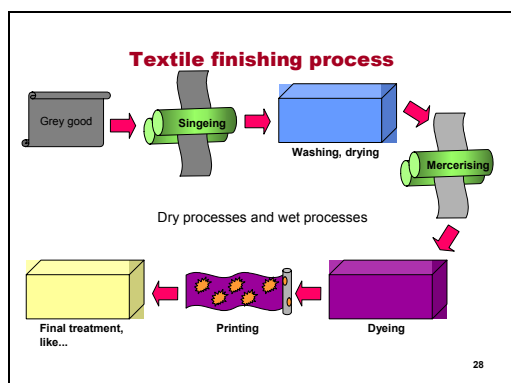 Textile finishing process
Grey good
Singeing
Washing, drying
Mercerising
Dry processes and wet processes
Final treatment,
like...
Printing
Dyeing
28